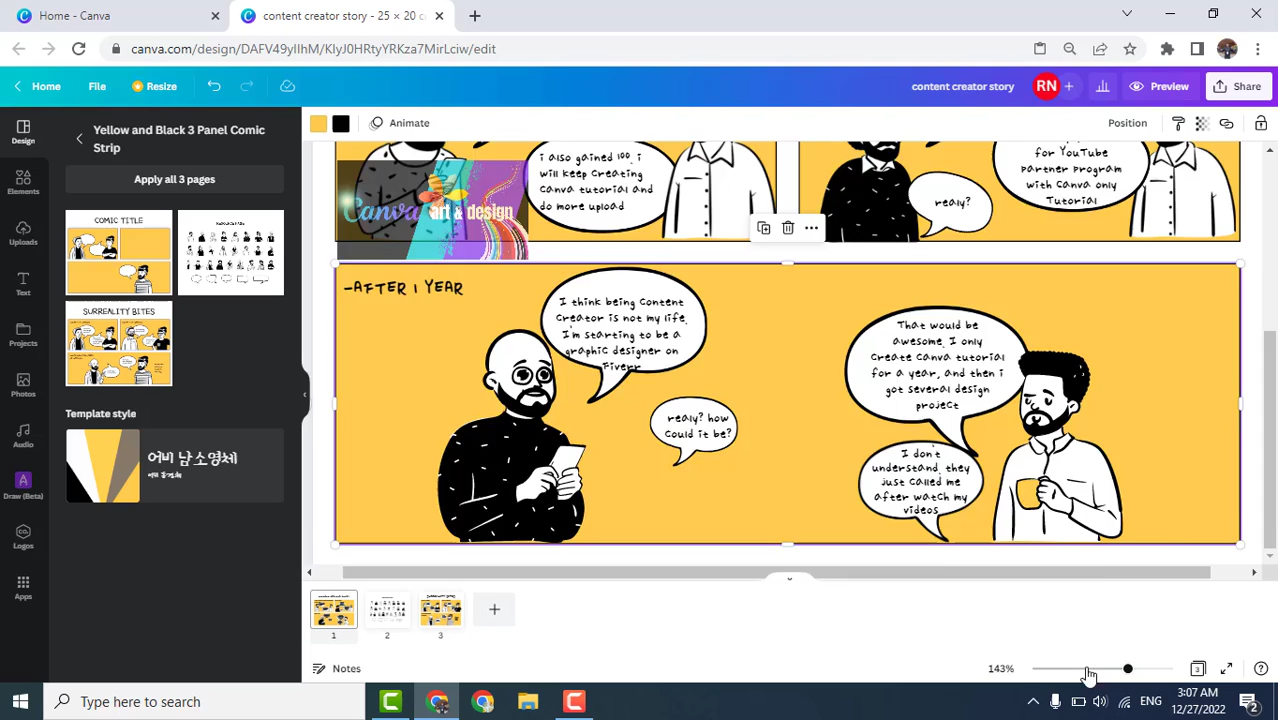 Home - Canva
content creator story - 25 × 20 c
canva.com/design/DAFV49yIIhM/KlyJ0HRtyYRKza7MirLciw/edit
Home
File
Resize
content creator story
RN
Preview
Share
Design
Elements
Uploads
Text
Projects
Photos
Audio
Draw (Beta)
Logos
Apps
Yellow and Black 3 Panel Comic
Strip
Apply all 3 pages
COMIC TITLE
SURREALITY BITES
Template style
어비 남소영체
Animate
Position
i also gained 100. i
will keep Creating
Canva tutorial and
do more upload
Canva art & design
realy?
for YouTube
partner program
with Canva only
Tutorial
-AFTER 1 YEAR
I think being Content
Creator is not my life.
I'm starting to be a
graphic designer on
Fiverr
realy? how
Could it be?
That would be
awesome. I only
Create Canva tutorial
for a year, and then i
got several design
project
I don't
understand, they
just called me
after watch my
videos
1
2
3
Notes
143%
3
Type here to search
ENG
3:07 AM
12/27/2022
2